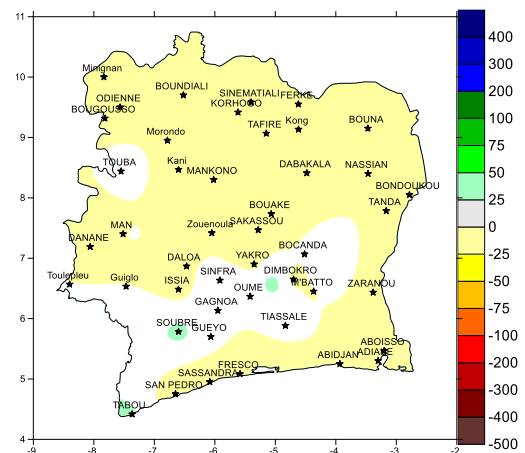 11
10
9
8
7
6
5
4
Minignan
BOUNDIALI
ODIENNE
SINEMATIALI
FERKE
KORHOGO
BOUGOUSSO
Kong
BOUNA
TAFIRE
Morondo
TOUBA
Kani
DABAKALA
NASSIAN
MANKONO
BONDOUKOU
TANDA
BOUAKE
SAKASSOU
MAN
Zouenoula
DANANE
BOCANDA
YAKRO
DALOA
Toulepleu
Guiglo
SINFRA
DIMBOKRO
ISSIA
OUME
M'BATTO
ZARANOU
GAGNOA
TIASSALE
SOUBRE
GUEYO
ABOISSO
ABIDJAN
ADIAKE
FRESCO
SASSANDRA
SAN PEDRO
TABOU
-9 -8 -7 -6 -5 -4 -3 -2
400
300
200
100
75
50
25
0
-25
-50
-75
-100
-200
-300
-400
-500